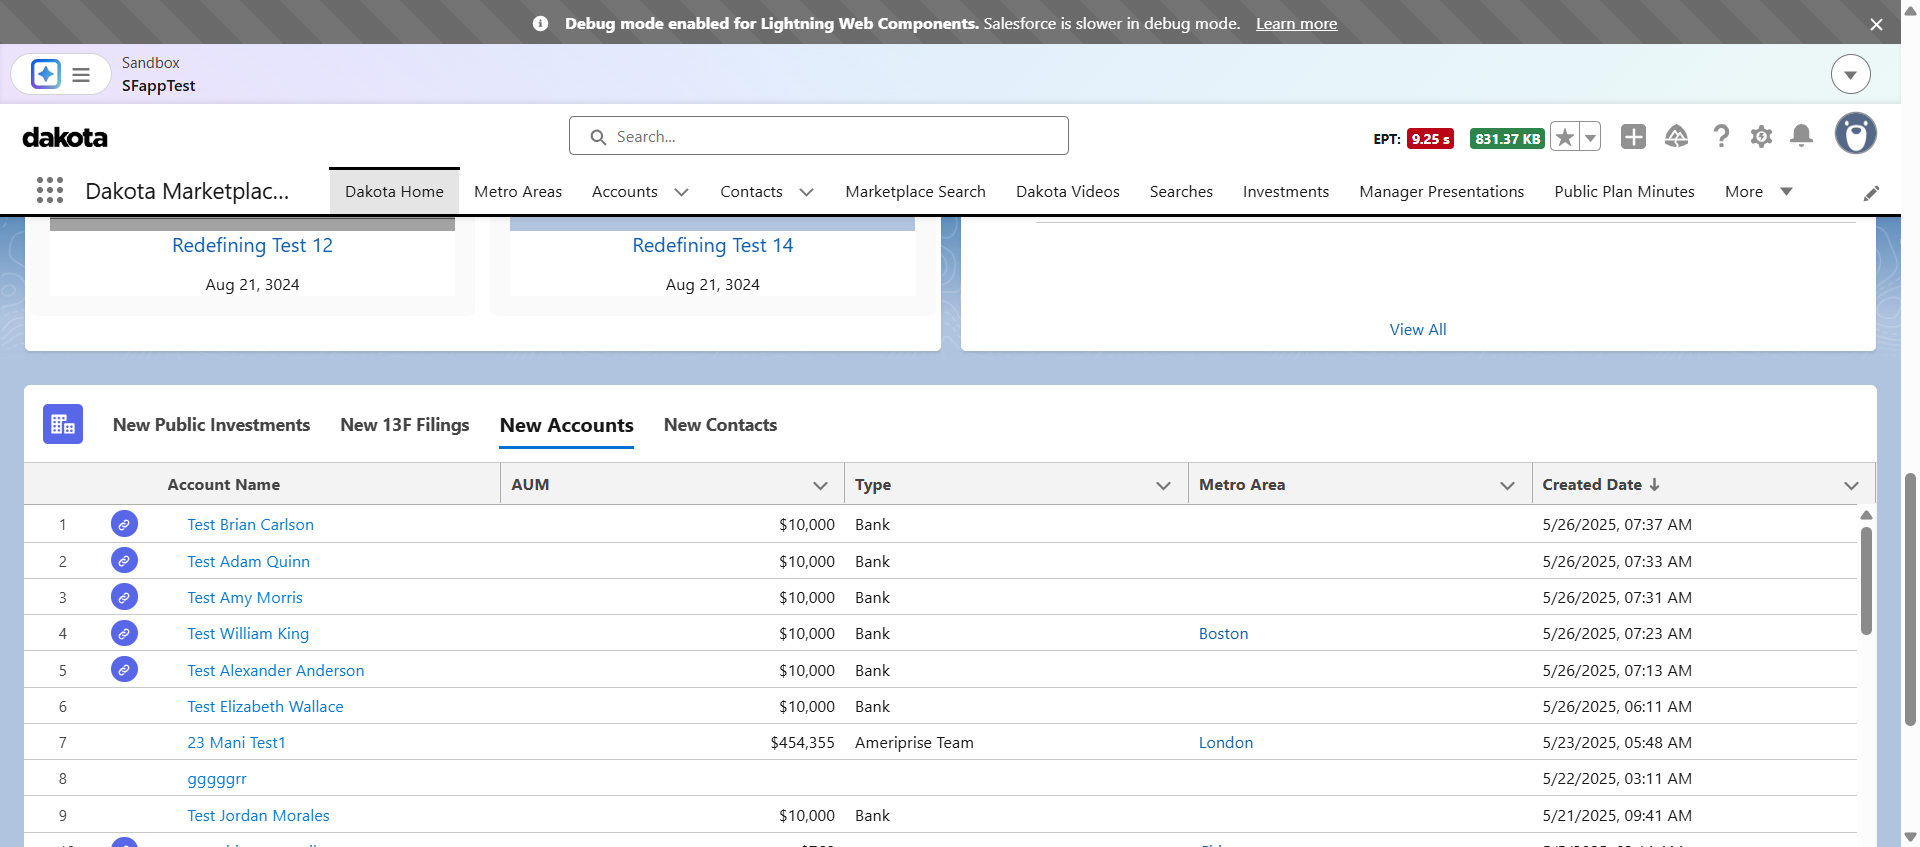 Debug mode enabled for Lightning Web Components. Salesforce is slower in debug mode. Learn more
Sandbox
SFappTest
dakota
Search...
EPT: 9.25 s 831.37 KB
Dakota Marketplac... Dakota Home Metro Areas Accounts Contacts Marketplace Search Dakota Videos Searches Investments Manager Presentations Public Plan Minutes More
Redefining Test 12
Aug 21, 3024
Redefining Test 14
Aug 21, 3024
View All
New Public Investments New 13F Filings New Accounts New Contacts
Account Name AUM Type Metro Area Created Date
1 Test Brian Carlson $10,000 Bank 5/26/2025, 07:37 AM
2 Test Adam Quinn $10,000 Bank 5/26/2025, 07:33 AM
3 Test Amy Morris $10,000 Bank 5/26/2025, 07:31 AM
4 Test William King $10,000 Bank Boston 5/26/2025, 07:23 AM
5 Test Alexander Anderson $10,000 Bank 5/26/2025, 07:13 AM
6 Test Elizabeth Wallace $10,000 Bank 5/26/2025, 06:11 AM
7 23 Mani Test1 $454,355 Ameriprise Team London 5/23/2025, 05:48 AM
8 gggggrr 5/22/2025, 03:11 AM
9 Test Jordan Morales $10,000 Bank 5/21/2025, 09:41 AM